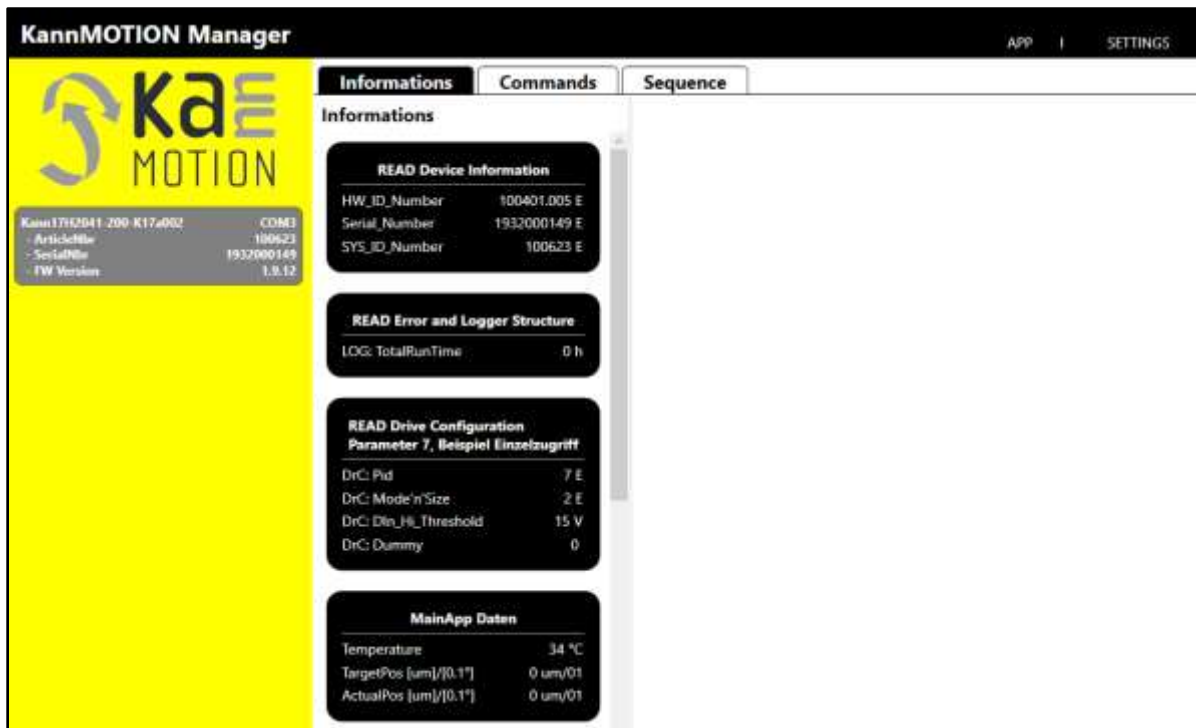 KannMOTION Manager
APP | SETTINGS
Kann
MOTION
Kann17H2041-200-K17a002 COM3
- ArticleNbr 100623
- SerialNbr 1932000149
- FW Version 1.9.12
Informations Commands Sequence
Informations
READ Device Information
HW_ID_Number 100401.005 E
Serial_Number 1932000149 E
SYS_ID_Number 100623 E
READ Error and Logger Structure
LOG: TotalRunTime 0 h
READ Drive Configuration
Parameter 7, Beispiel Einzelzugriff
DrC: Pid 7 E
DrC: Mode'n'Size 2 E
DrC: DIn_Hi_Threshold 15 V
DrC: Dummy 0
MainApp Daten
Temperature 34 °C
TargetPos [um]/[0.1°] 0 um/01
ActualPos [um]/[0.1°] 0 um/01